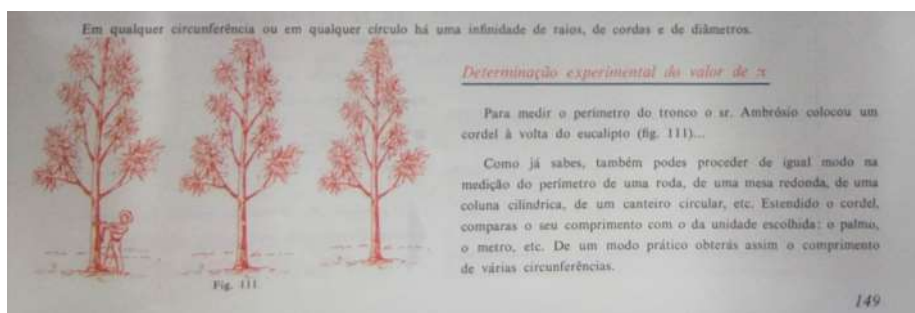 Em qualquer circunferência ou em qualquer círculo há uma infinidade de raios, de cordas e de diâmetros.
Determinação experimental do valor de π
Para medir o perímetro do tronco o sr. Ambrósio colocou um
cordel à volta do eucalipto (fig. 111)...
Como já sabes, também podes proceder de igual modo na
medição do perímetro de uma roda, de uma mesa redonda, de uma
coluna cilíndrica, de um canteiro circular, etc. Estendido o cordel,
comparas o seu comprimento com o da unidade escolhida: o palmo,
o metro, etc. De um modo prático obterás assim o comprimento
de várias circunferências.
Fig. 111
149